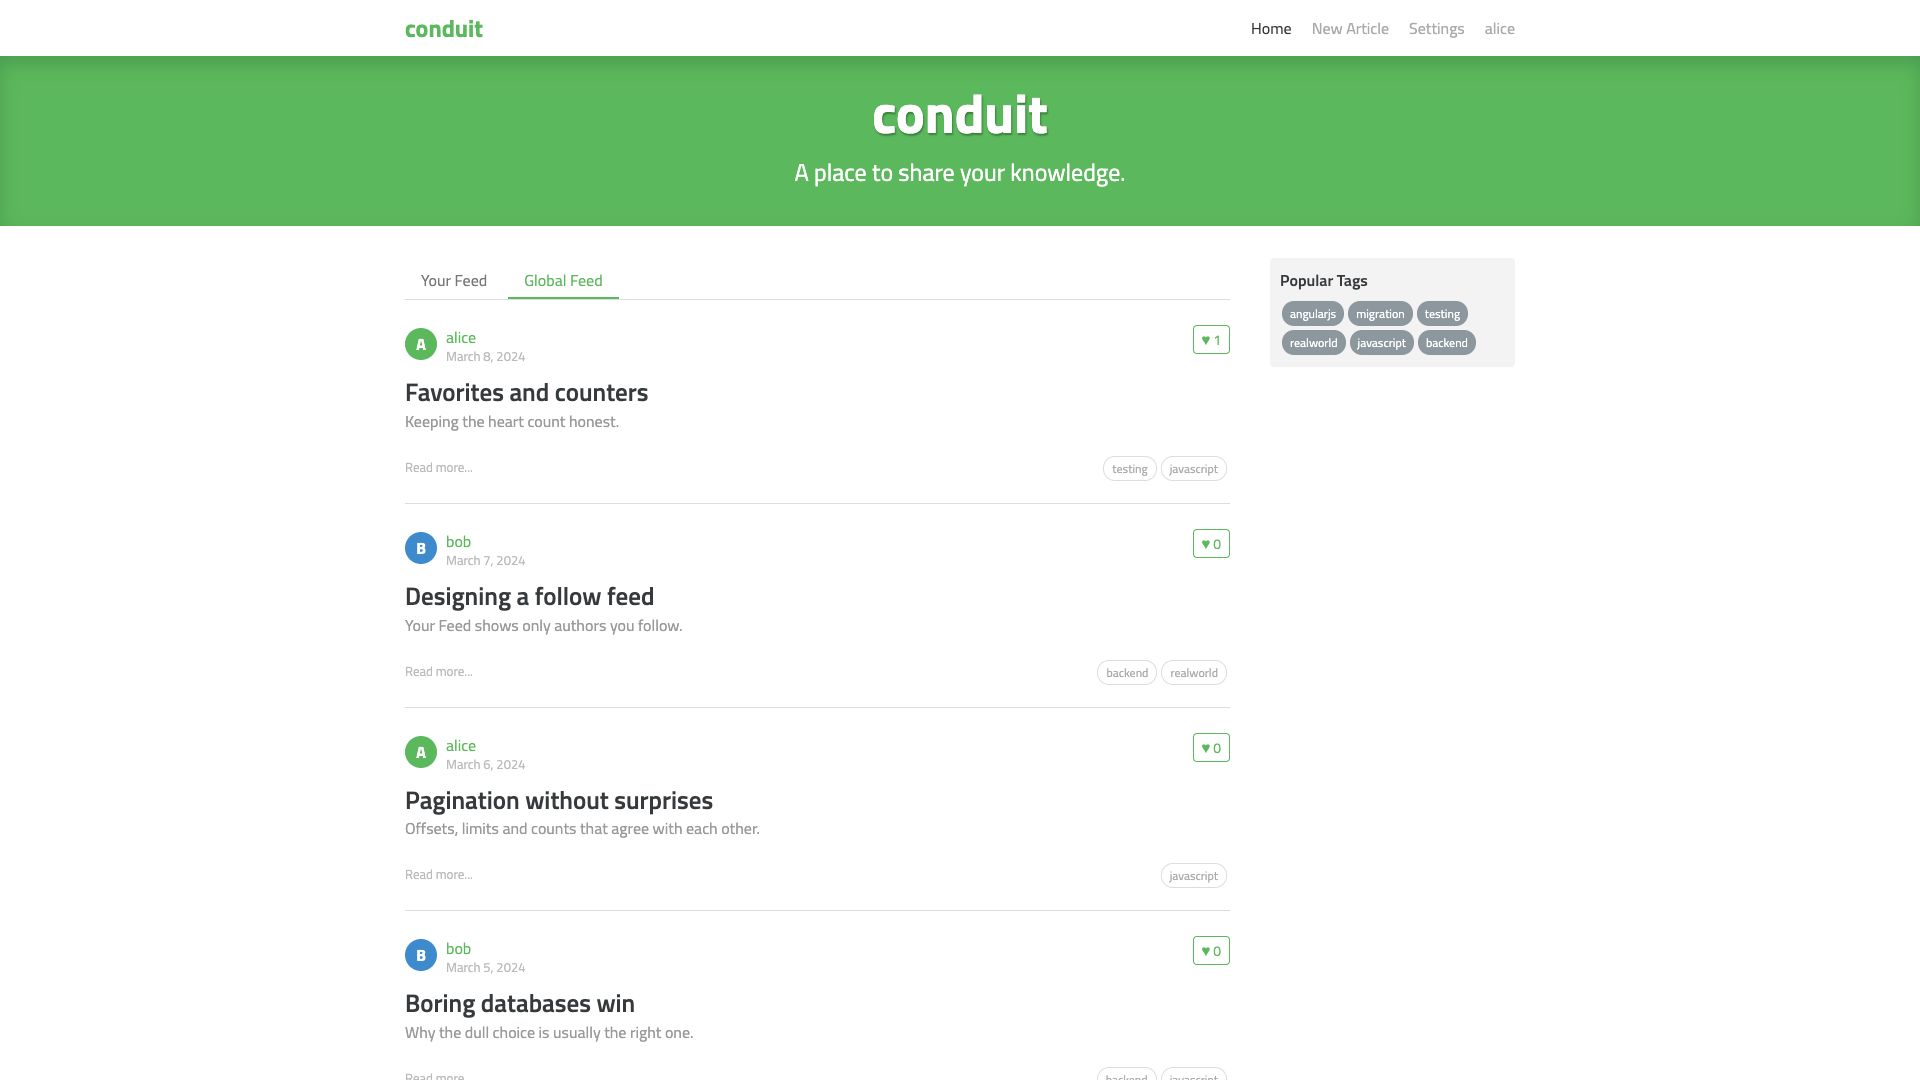 conduit
Home New Article Settings alice
conduit
A place to share your knowledge.
Your Feed Global Feed
Popular Tags
angularjs migration testing
realworld javascript backend
A alice ♥ 1
March 8, 2024
Favorites and counters
Keeping the heart count honest.
Read more... testing javascript
B bob ♥ 0
March 7, 2024
Designing a follow feed
Your Feed shows only authors you follow.
Read more... backend realworld
A alice ♥ 0
March 6, 2024
Pagination without surprises
Offsets, limits and counts that agree with each other.
Read more... javascript
B bob ♥ 0
March 5, 2024
Boring databases win
Why the dull choice is usually the right one.
Read more... backend javascript